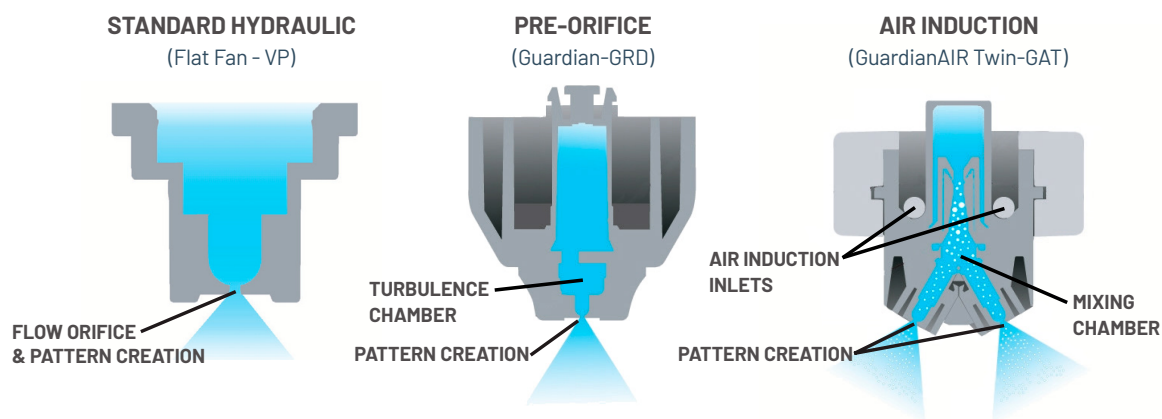 STANDARD HYDRAULIC
(Flat Fan - VP)
FLOW ORIFICE
& PATTERN CREATION
PRE-ORIFICE
(Guardian-GRD)
TURBULENCE
CHAMBER
PATTERN CREATION
AIR INDUCTION
(GuardianAIR Twin-GAT)
AIR INDUCTION
INLETS
MIXING
CHAMBER
PATTERN CREATION